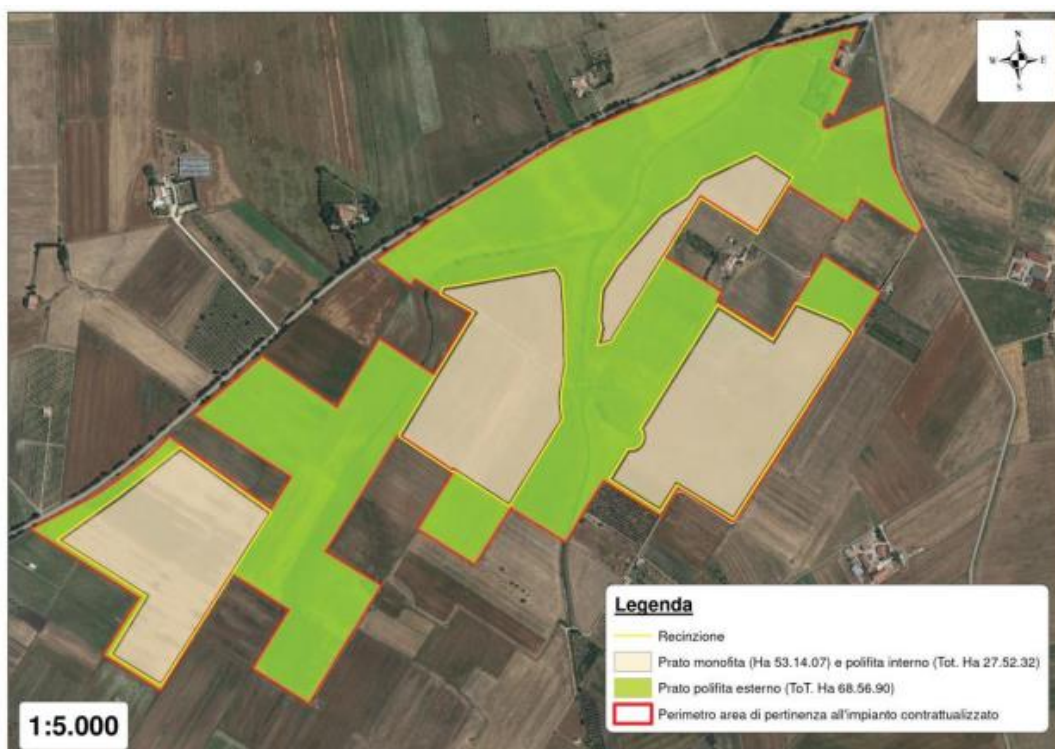 N
W E
S
Legenda
Recinzione
Prato monofita (Ha 53.14.07) e polifita interno (Tot. Ha 27.52.32)
Prato polifita esterno (ToT. Ha 68.56.90)
Perimetro area di pertinenza all'impianto contrattualizzato
1:5.000